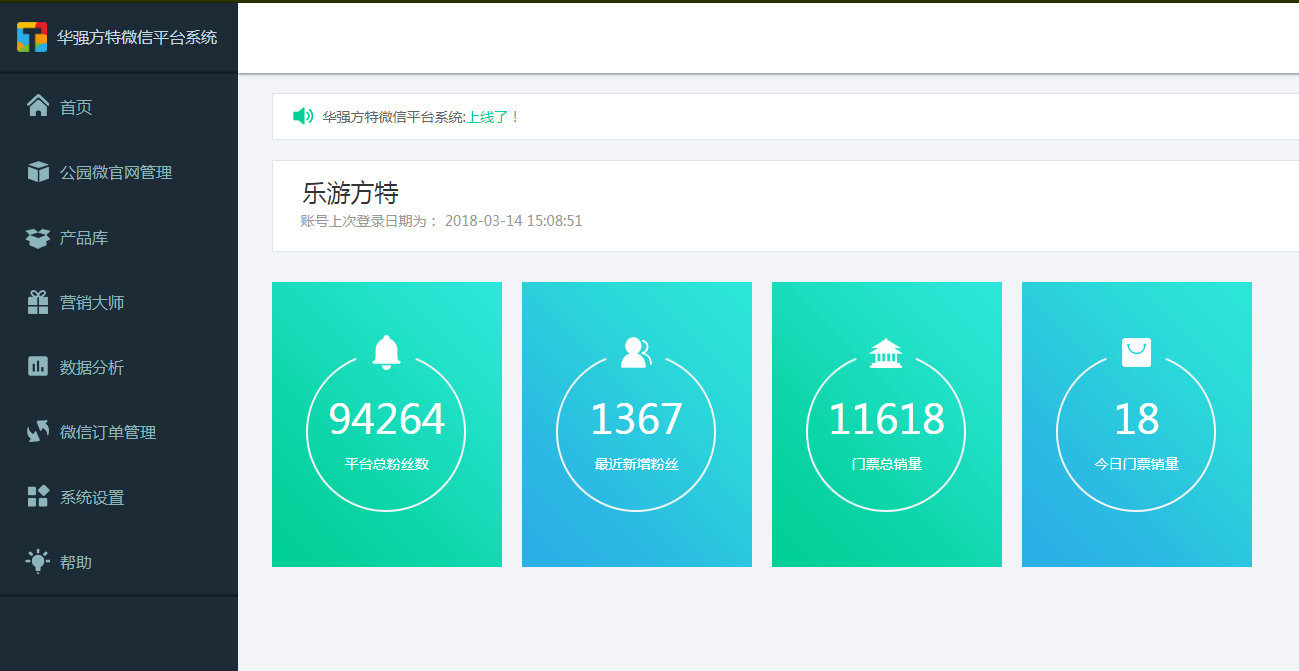 华强方特微信平台系统
首页
公园微官网管理
产品库
营销大师
数据分析
微信订单管理
系统设置
帮助
华强方特微信平台系统:上线了！
乐游方特
账号上次登录日期为： 2018-03-14 15:08:51
94264
平台总粉丝数
1367
最近新增粉丝
11618
门票总销量
18
今日门票销量